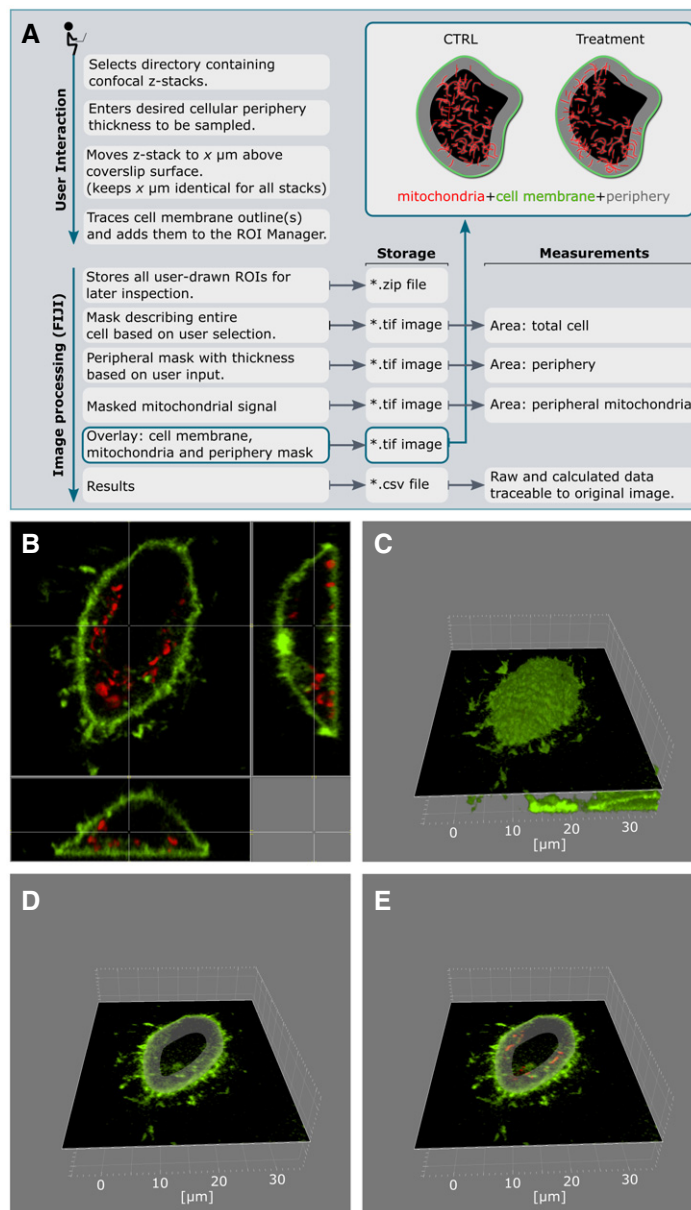 A
User Interaction
Selects directory containing
confocal z-stacks.
Enters desired cellular periphery
thickness to be sampled.
Moves z-stack to x µm above
coverslip surface.
(keeps x µm identical for all stacks)
Traces cell membrane outline(s)
and adds them to the ROI Manager.
CTRL Treatment
mitochondria+cell membrane+periphery
Storage Measurements
Image processing (FIJI)
Stores all user-drawn ROIs for
later inspection.
*.zip file
Mask describing entire
cell based on user selection.
*.tif image
Area: total cell
Peripheral mask with thickness
based on user input.
*.tif image
Area: periphery
Masked mitochondrial signal
*.tif image
Area: peripheral mitochondria
Overlay: cell membrane,
mitochondria and periphery mask
*.tif image
Results
*.csv file
Raw and calculated data
traceable to original image.
B
C
0 10 20 30
[µm]
D
0 10 20 30
[µm]
E
0 10 20 30
[µm]